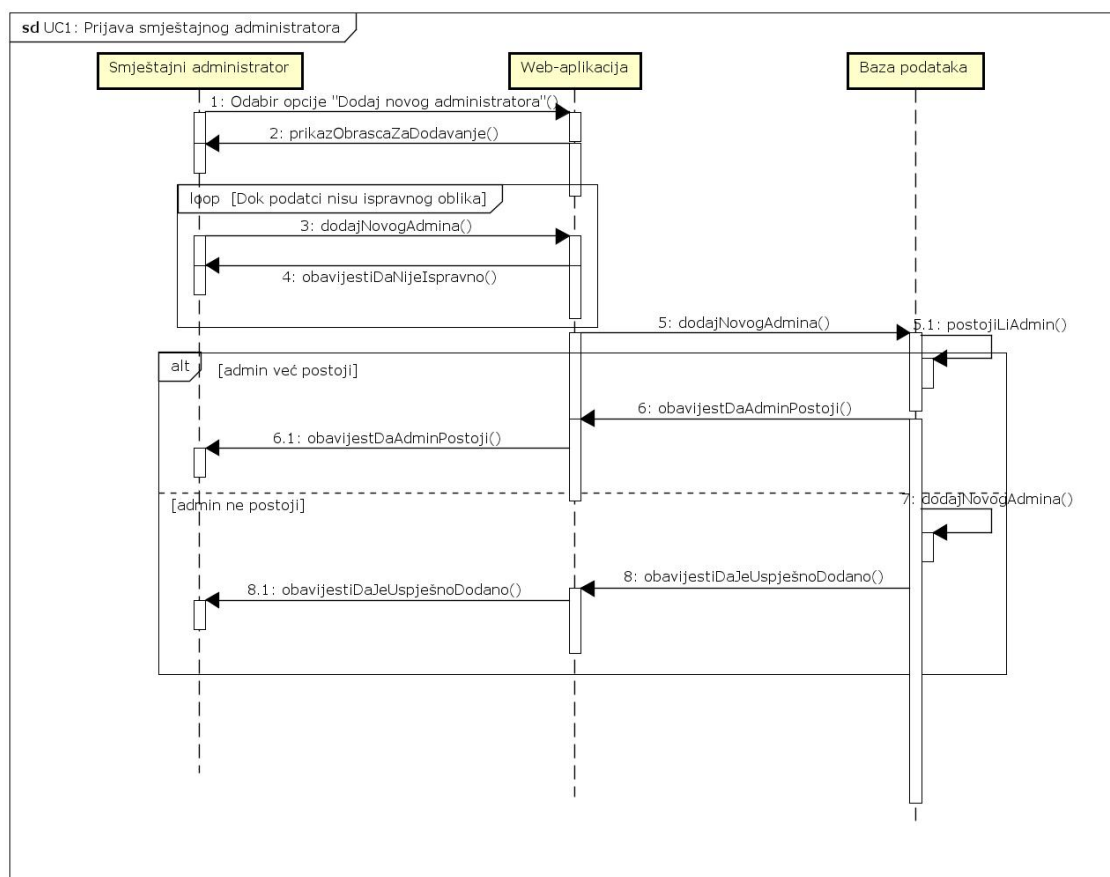 sd UC1: Prijava smještajnog administratora
Smještajni administrator
Web-aplikacija
Baza podataka
1: Odabir opcije "Dodaj novog administratora"()
2: prikazObrascaZaDodavanje()
loop [Dok podatci nisu ispravnog oblika]
3: dodajNovogAdmina()
4: obavijestiDaNijeIspravno()
5: dodajNovogAdmina()
5.1: postojiLiAdmin()
alt [admin već postoji]
6: obavijestDaAdminPostoji()
6.1: obavijestDaAdminPostoji()
[admin ne postoji]
7: dodajNovogAdmina()
8: obavijestiDaJeUspješnoDodano()
8.1: obavijestiDaJeUspješnoDodano()